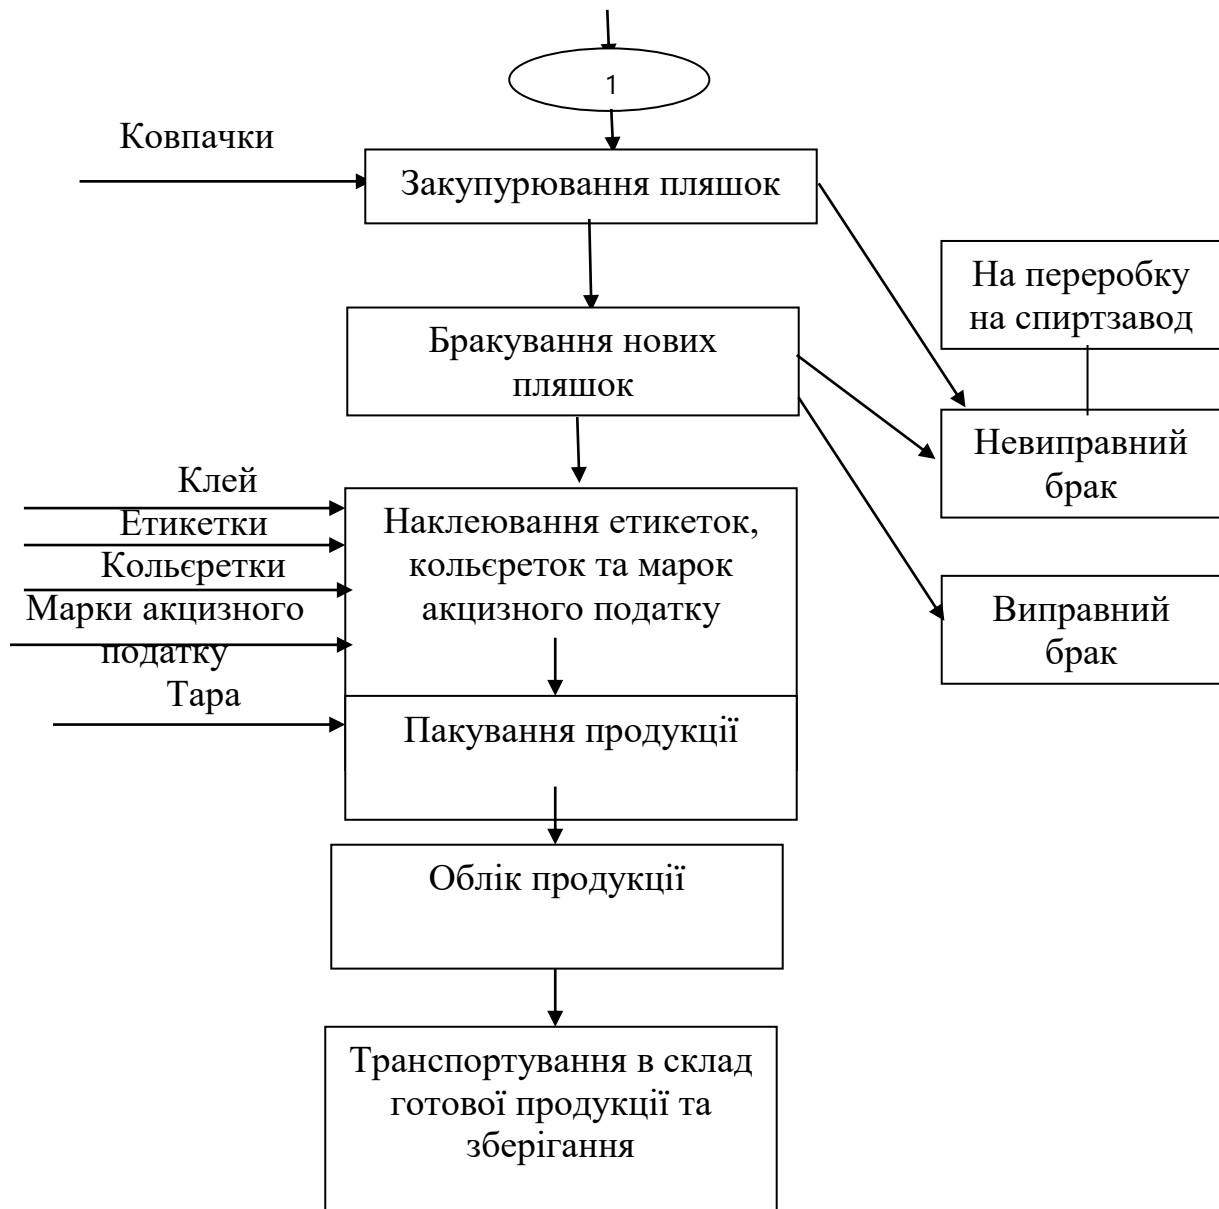 1
Ковпачки
Закупурювання пляшок
На переробку
на спиртзавод
Бракування нових
пляшок
Невиправний
брак
Клей
Етикетки
Кольєретки
Марки акцизного
податку
Наклеювання етикеток,
кольєреток та марок
акцизного податку
Виправний
брак
Тара
Пакування продукції
Облік продукції
Транспортування в склад
готової продукції та
зберігання